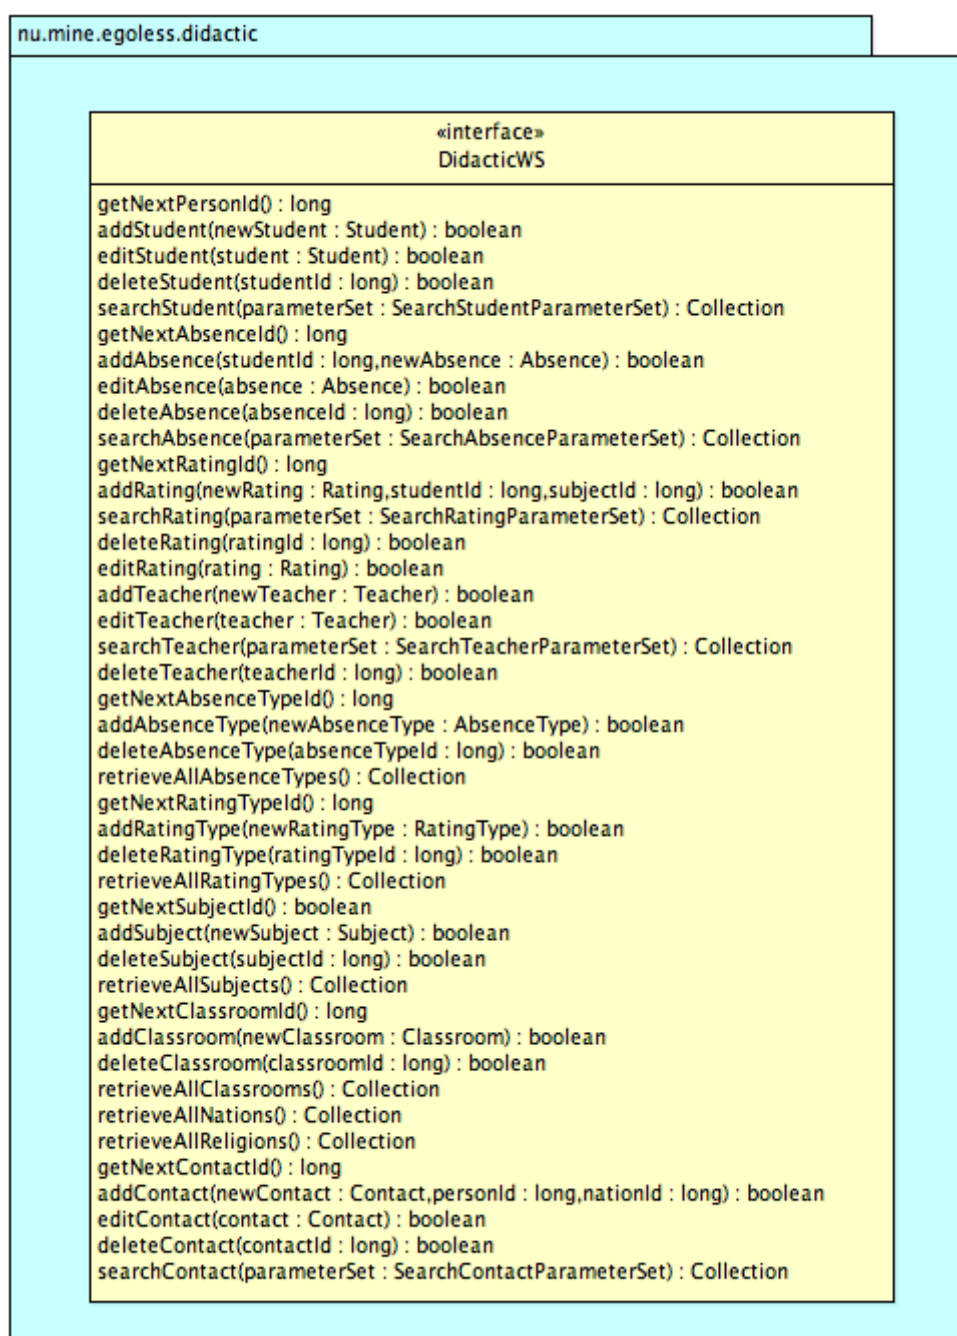 nu.mine.egoless.didactic
«interface»
DidacticWS
getNextPersonId() : long
addStudent(newStudent : Student) : boolean
editStudent(student : Student) : boolean
deleteStudent(studentId : long) : boolean
searchStudent(parameterSet : SearchStudentParameterSet) : Collection
getNextAbsenceId() : long
addAbsence(studentId : long,newAbsence : Absence) : boolean
editAbsence(absence : Absence) : boolean
deleteAbsence(absenceId : long) : boolean
searchAbsence(parameterSet : SearchAbsenceParameterSet) : Collection
getNextRatingId() : long
addRating(newRating : Rating,studentId : long,subjectId : long) : boolean
searchRating(parameterSet : SearchRatingParameterSet) : Collection
deleteRating(ratingId : long) : boolean
editRating(rating : Rating) : boolean
addTeacher(newTeacher : Teacher) : boolean
editTeacher(teacher : Teacher) : boolean
searchTeacher(parameterSet : SearchTeacherParameterSet) : Collection
deleteTeacher(teacherId : long) : boolean
getNextAbsenceTypeId() : long
addAbsenceType(newAbsenceType : AbsenceType) : boolean
deleteAbsenceType(absenceTypeId : long) : boolean
retrieveAllAbsenceTypes() : Collection
getNextRatingTypeId() : long
addRatingType(newRatingType : RatingType) : boolean
deleteRatingType(ratingTypeId : long) : boolean
retrieveAllRatingTypes() : Collection
getNextSubjectId() : boolean
addSubject(newSubject : Subject) : boolean
deleteSubject(subjectId : long) : boolean
retrieveAllSubjects() : Collection
getNextClassroomId() : long
addClassroom(newClassroom : Classroom) : boolean
deleteClassroom(classroomId : long) : boolean
retrieveAllClassrooms() : Collection
retrieveAllNations() : Collection
retrieveAllReligions() : Collection
getNextContactId() : long
addContact(newContact : Contact,personId : long,nationId : long) : boolean
editContact(contact : Contact) : boolean
deleteContact(contactId : long) : boolean
searchContact(parameterSet : SearchContactParameterSet) : Collection